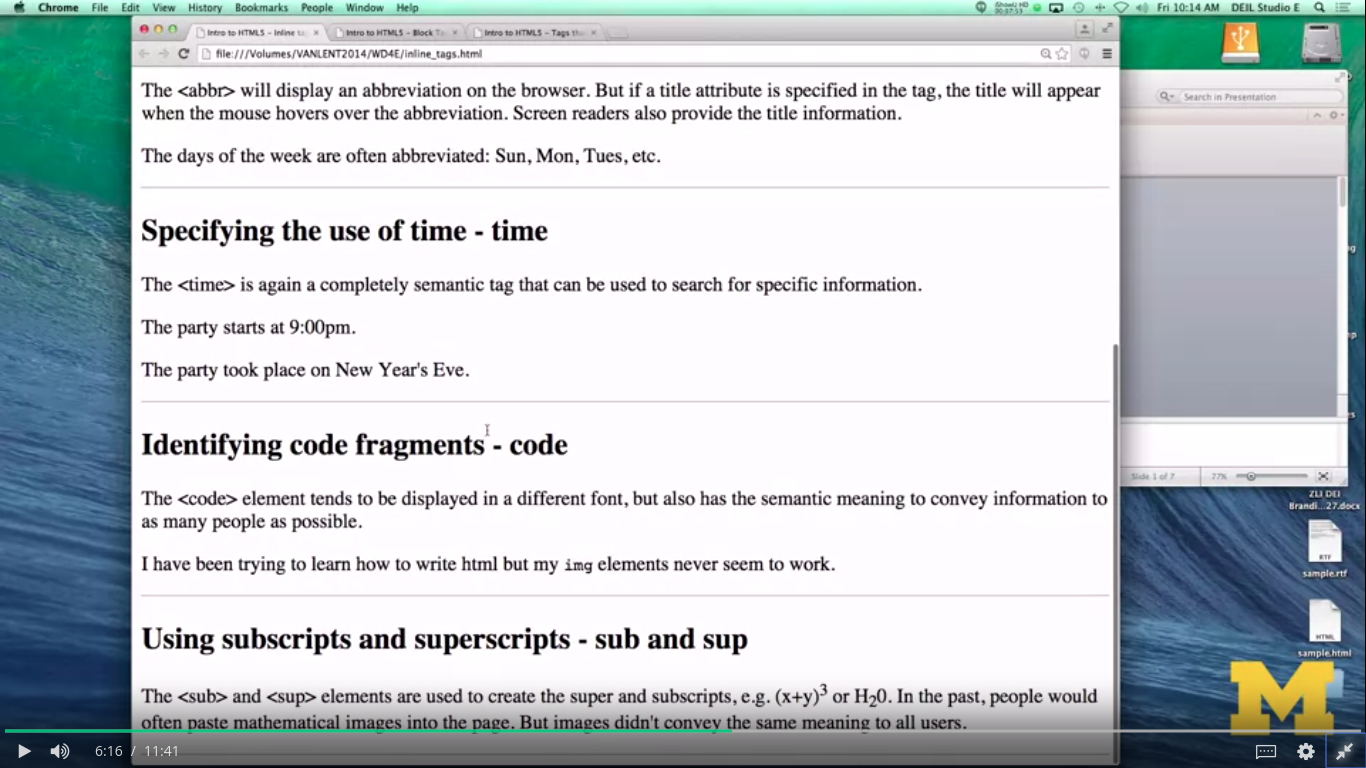 Chrome File Edit View History Bookmarks People Window Help
Fri 10:14 AM DEIL Studio E
Intro to HTML5 - Inline ta
Intro to HTML5 - Block Ta
Intro to HTML5 - Tags tha
file:///Volumes/VANLENT2014/WD4E/inline_tags.html
Search in Presentation
The <abbr> will display an abbreviation on the browser. But if a title attribute is specified in the tag, the title will appear
when the mouse hovers over the abbreviation. Screen readers also provide the title information.
The days of the week are often abbreviated: Sun, Mon, Tues, etc.
Specifying the use of time - time
The <time> is again a completely semantic tag that can be used to search for specific information.
The party starts at 9:00pm.
The party took place on New Year's Eve.
Identifying code fragments - code
The <code> element tends to be displayed in a different font, but also has the semantic meaning to convey information to
as many people as possible.
I have been trying to learn how to write html but my img elements never seem to work.
Using subscripts and superscripts - sub and sup
The <sub> and <sup> elements are used to create the super and subscripts, e.g. (x+y)3 or H20. In the past, people would
often paste mathematical images into the page. But images didn't convey the same meaning to all users.
Slide 1 of 7
77%
ZLI DEI
Brandi...27.docx
RTF
sample.rtf
HTML
sample.html
M
6:16 / 11:41